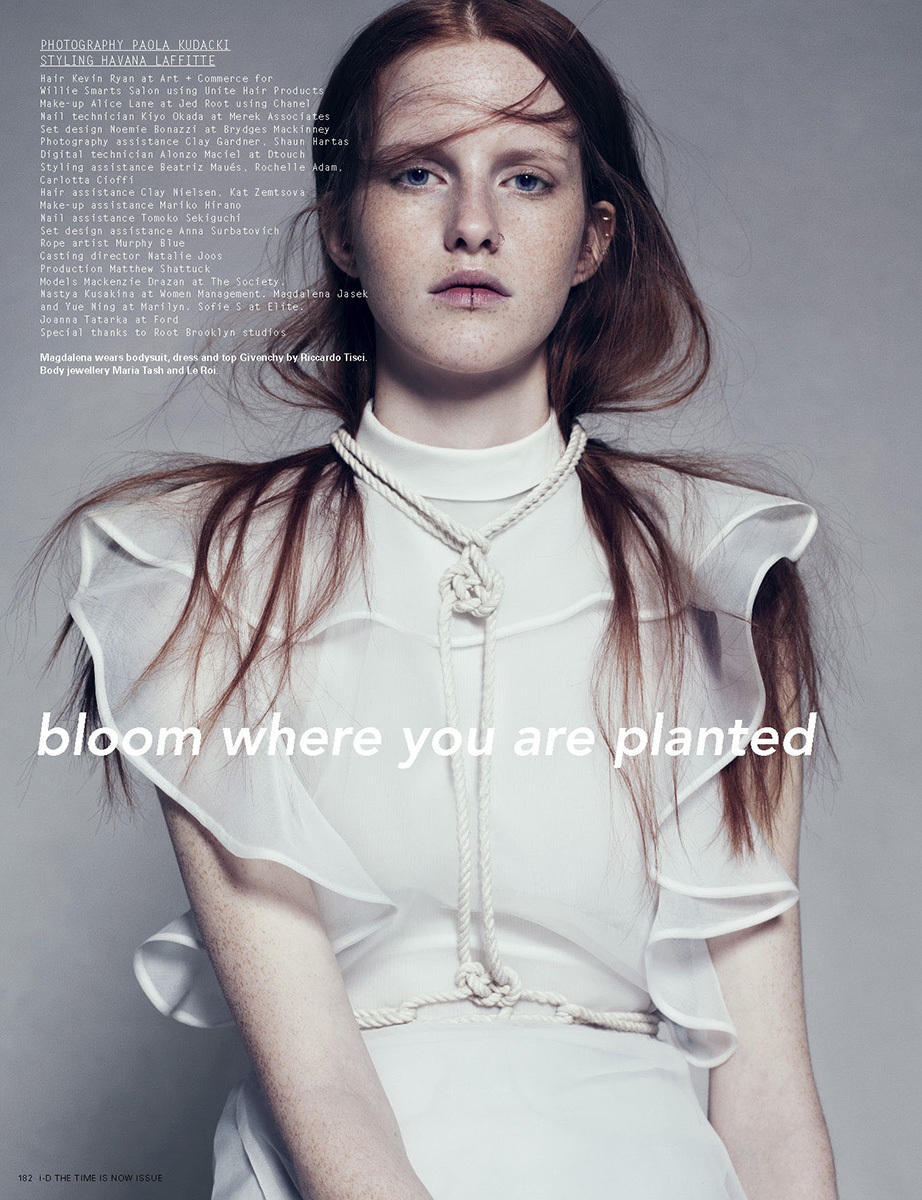 PHOTOGRAPHY PAOLA KUDACKI
STYLING HAVANA LAFFITTE
Hair Kevin Ryan at Art + Commerce for
Willie Smarts Salon using Unite Hair Products
Make-up Alice Lane at Jed Root using Chanel
Nail technician Kiyo Okada at Merek Associates
Set design Noemie Bonazzi at Brydges Mackinney
Photography assistance Clay Gardner, Shaun Hartas
Digital technician Alonzo Maciel at Dtouch
Styling assistance Beatriz Maués, Rochelle Adam,
Carlotta Cioffi
Hair assistance Clay Nielsen, Kat Zemtsova
Make-up assistance Mariko Hirano
Nail assistance Tomoko Sekiguchi
Set design assistance Anna Surbatovich
Rope artist Murphy Blue
Casting director Natalie Joos
Production Matthew Shattuck
Models Mackenzie Drazan at The Society,
Nastya Kusakina at Women Management, Magdalena Jasek
and Yue Ning at Marilyn, Sofie S at Elite,
Joanna Tatarka at Ford
Special thanks to Root Brooklyn studios
Magdalena wears bodysuit, dress and top Givenchy by Riccardo Tisci.
Body jewellery Maria Tash and Le Roi.
bloom where you are planted
182 i-D THE TIME IS NOW ISSUE